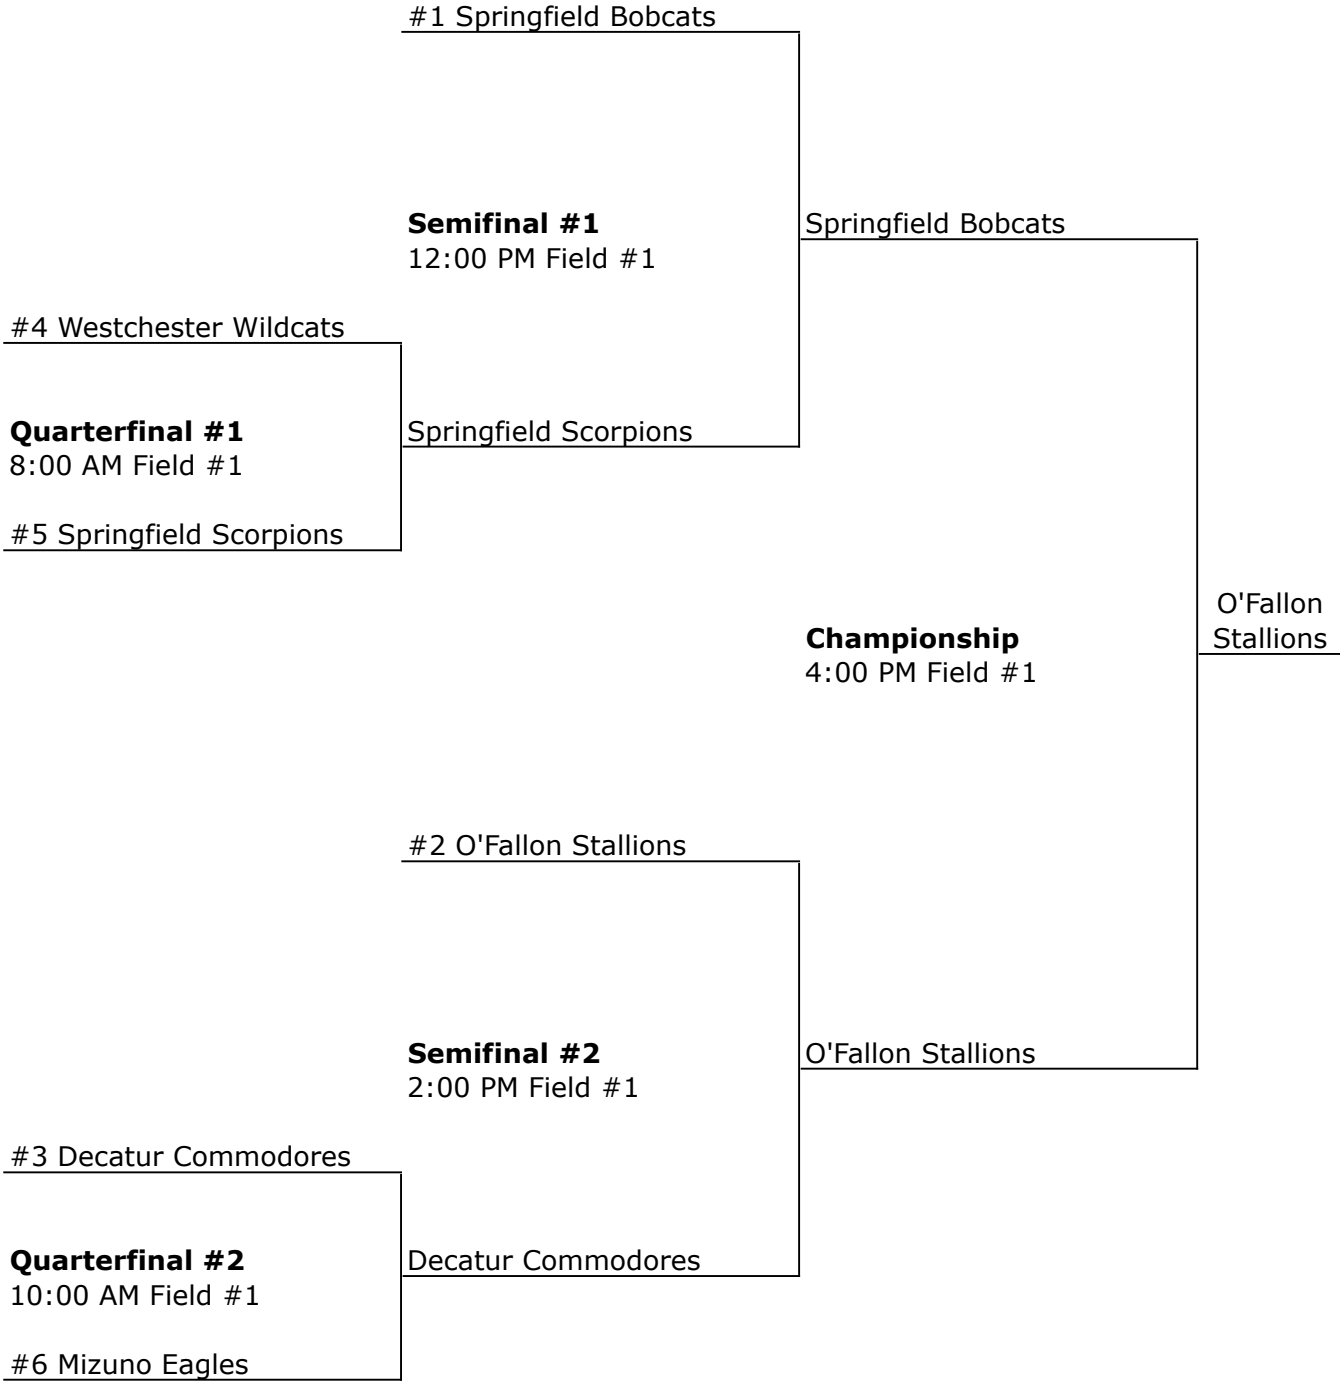 #1 Springfield Bobcats
Semifinal #1
12:00 PM Field #1
Springfield Bobcats
#4 Westchester Wildcats
Quarterfinal #1
8:00 AM Field #1
Springfield Scorpions
#5 Springfield Scorpions
O'Fallon
Stallions
Championship
4:00 PM Field #1
#2 O'Fallon Stallions
Semifinal #2
2:00 PM Field #1
O'Fallon Stallions
#3 Decatur Commodores
Quarterfinal #2
10:00 AM Field #1
Decatur Commodores
#6 Mizuno Eagles